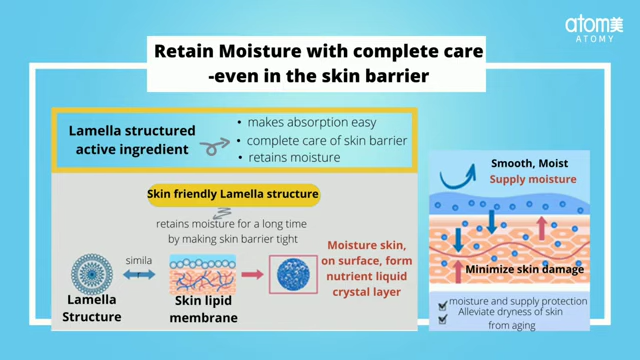 atom美
ATOMY
Retain Moisture with complete care
-even in the skin barrier
Lamella structured
active ingredient
• makes absorption easy
• complete care of skin barrier
• retains moisture
Skin friendly Lamella structure
retains moisture for a long time
by making skin barrier tight
simila
r
Lamella
Structure
Skin lipid
membrane
Moisture skin,
on surface, form
nutrient liquid
crystal layer
Smooth, Moist
Supply moisture
Minimize skin damage
moisture and supply protection
Alleviate dryness of skin
from aging